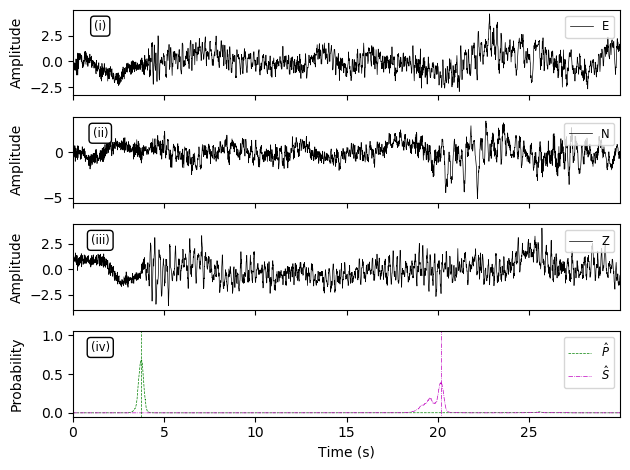 (i)
E
Amplitude
2.5
0.0
−2.5
(ii)
N
Amplitude
0
−5
(iii)
Z
Amplitude
2.5
0.0
−2.5
(iv)
P̂
Ŝ
Probability
1.0
0.5
0.0
0 5 10 15 20 25
Time (s)